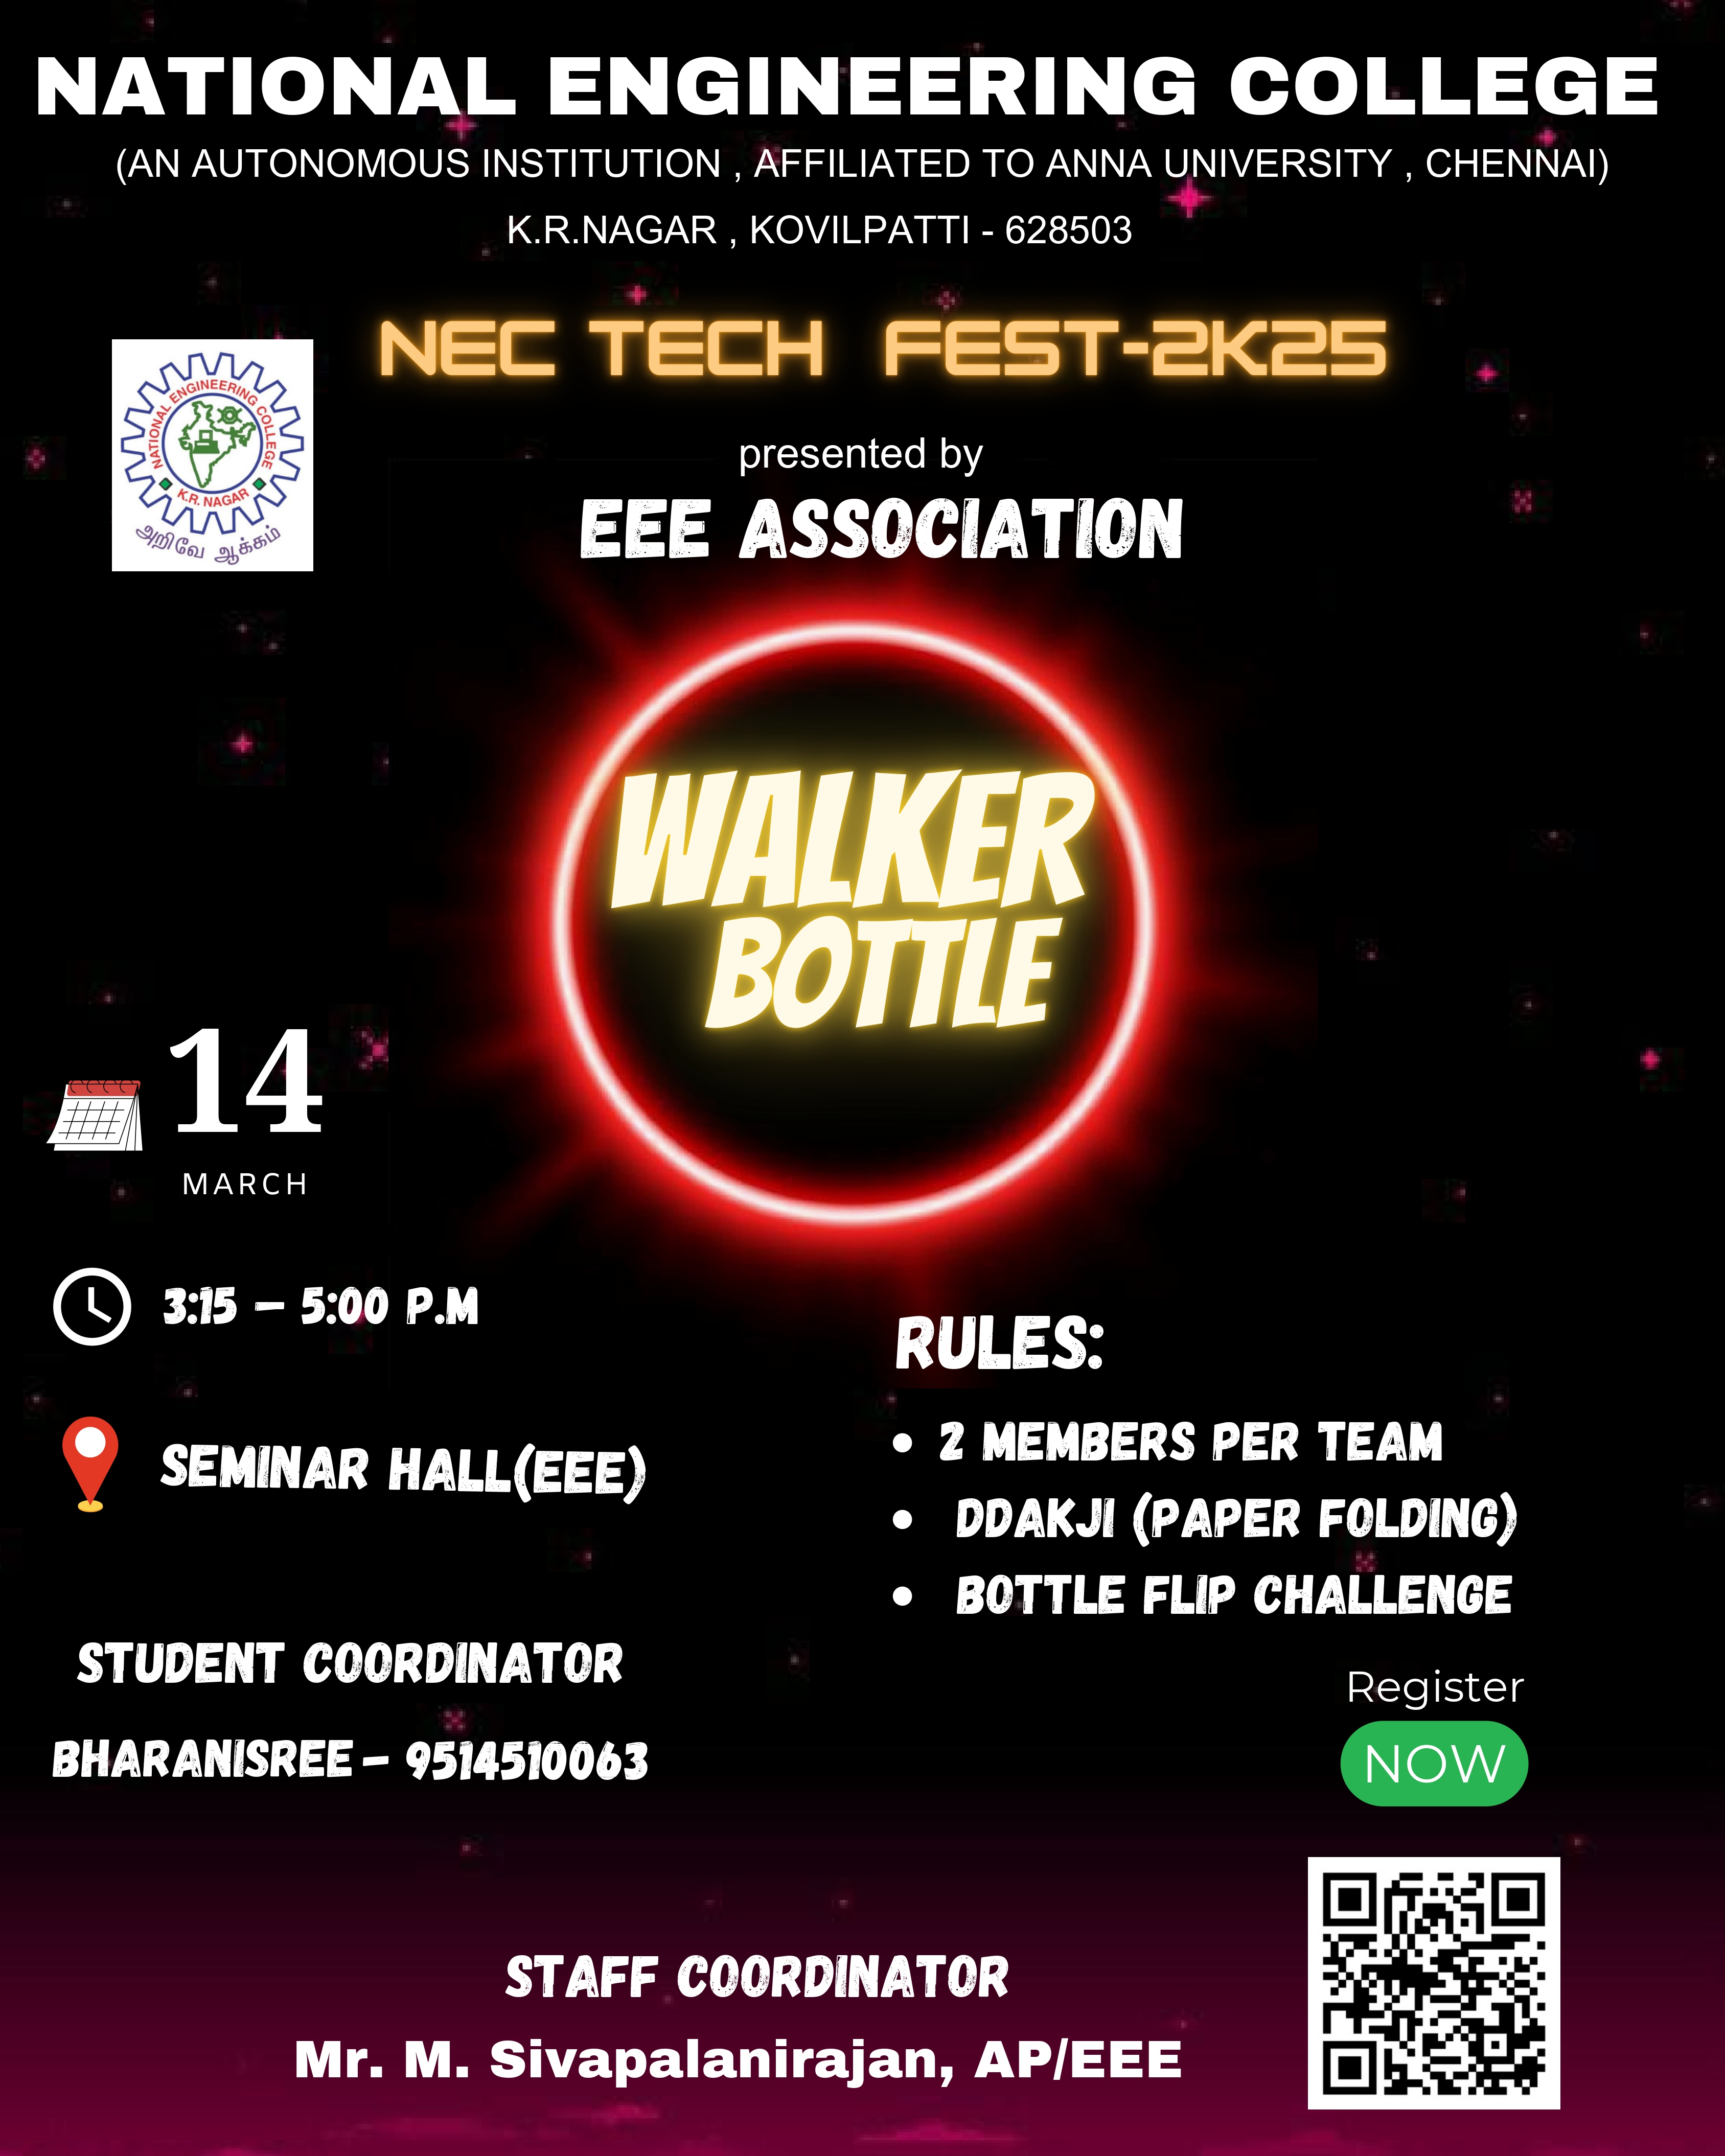 NATIONAL ENGINEERING COLLEGE
(AN AUTONOMOUS INSTITUTION , AFFILIATED TO ANNA UNIVERSITY , CHENNAI)
K.R.NAGAR , KOVILPATTI - 628503
NEC TECH FEST-2K25
NATIONAL ENGINEERING COLLEGE
K.R. NAGAR
அறிவே ஆக்கம்
presented by
EEE ASSOCIATION
WALKER
BOTTLE
14
MARCH
3:15 – 5:00 P.M
SEMINAR HALL(EEE)
RULES:
• 2 MEMBERS PER TEAM
• DDAKJI (PAPER FOLDING)
• BOTTLE FLIP CHALLENGE
STUDENT COORDINATOR
BHARANISREE – 9514510063
Register
NOW
STAFF COORDINATOR
Mr. M. Sivapalanirajan, AP/EEE